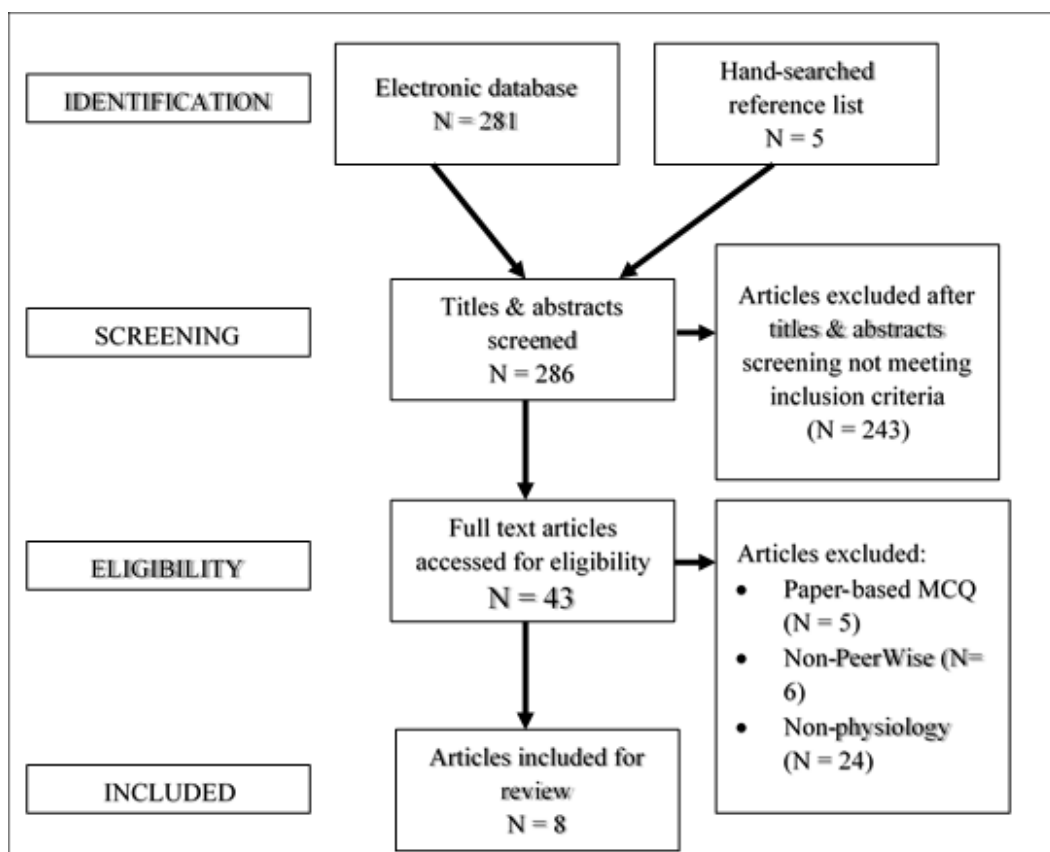 IDENTIFICATION
Electronic database
N = 281
Hand-searched
reference list
N = 5
SCREENING
Titles & abstracts
screened
N = 286
Articles excluded after
titles & abstracts
screening not meeting
inclusion criteria
(N = 243)
ELIGIBILITY
Full text articles
accessed for eligibility
N = 43
Articles excluded:
• Paper-based MCQ
(N = 5)
• Non-PeerWise (N=
6)
• Non-physiology
(N = 24)
INCLUDED
Articles included for
review
N = 8